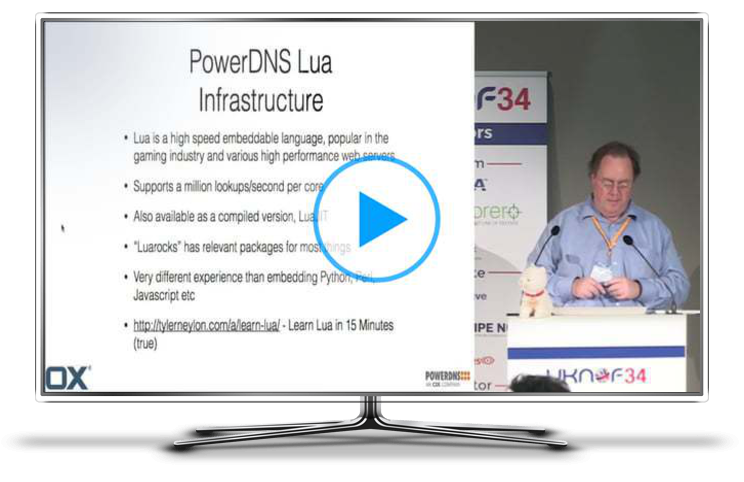 PowerDNS Lua
Infrastructure
• Lua is a high speed embeddable language, popular in the
gaming industry and various high performance web servers
• Supports a million lookups/second per core
• Also available as a compiled version,
• "Luarocks" has relevant packages for most things
• Very different experience than embedding Python, Perl,
Javascript etc
• http://tylerneylon.com/a/learn-lua/ - Learn Lua in 15 Minutes
(true)
OX
POWERDNS
AN OX COMPANY
F34
ors
UKNOF34